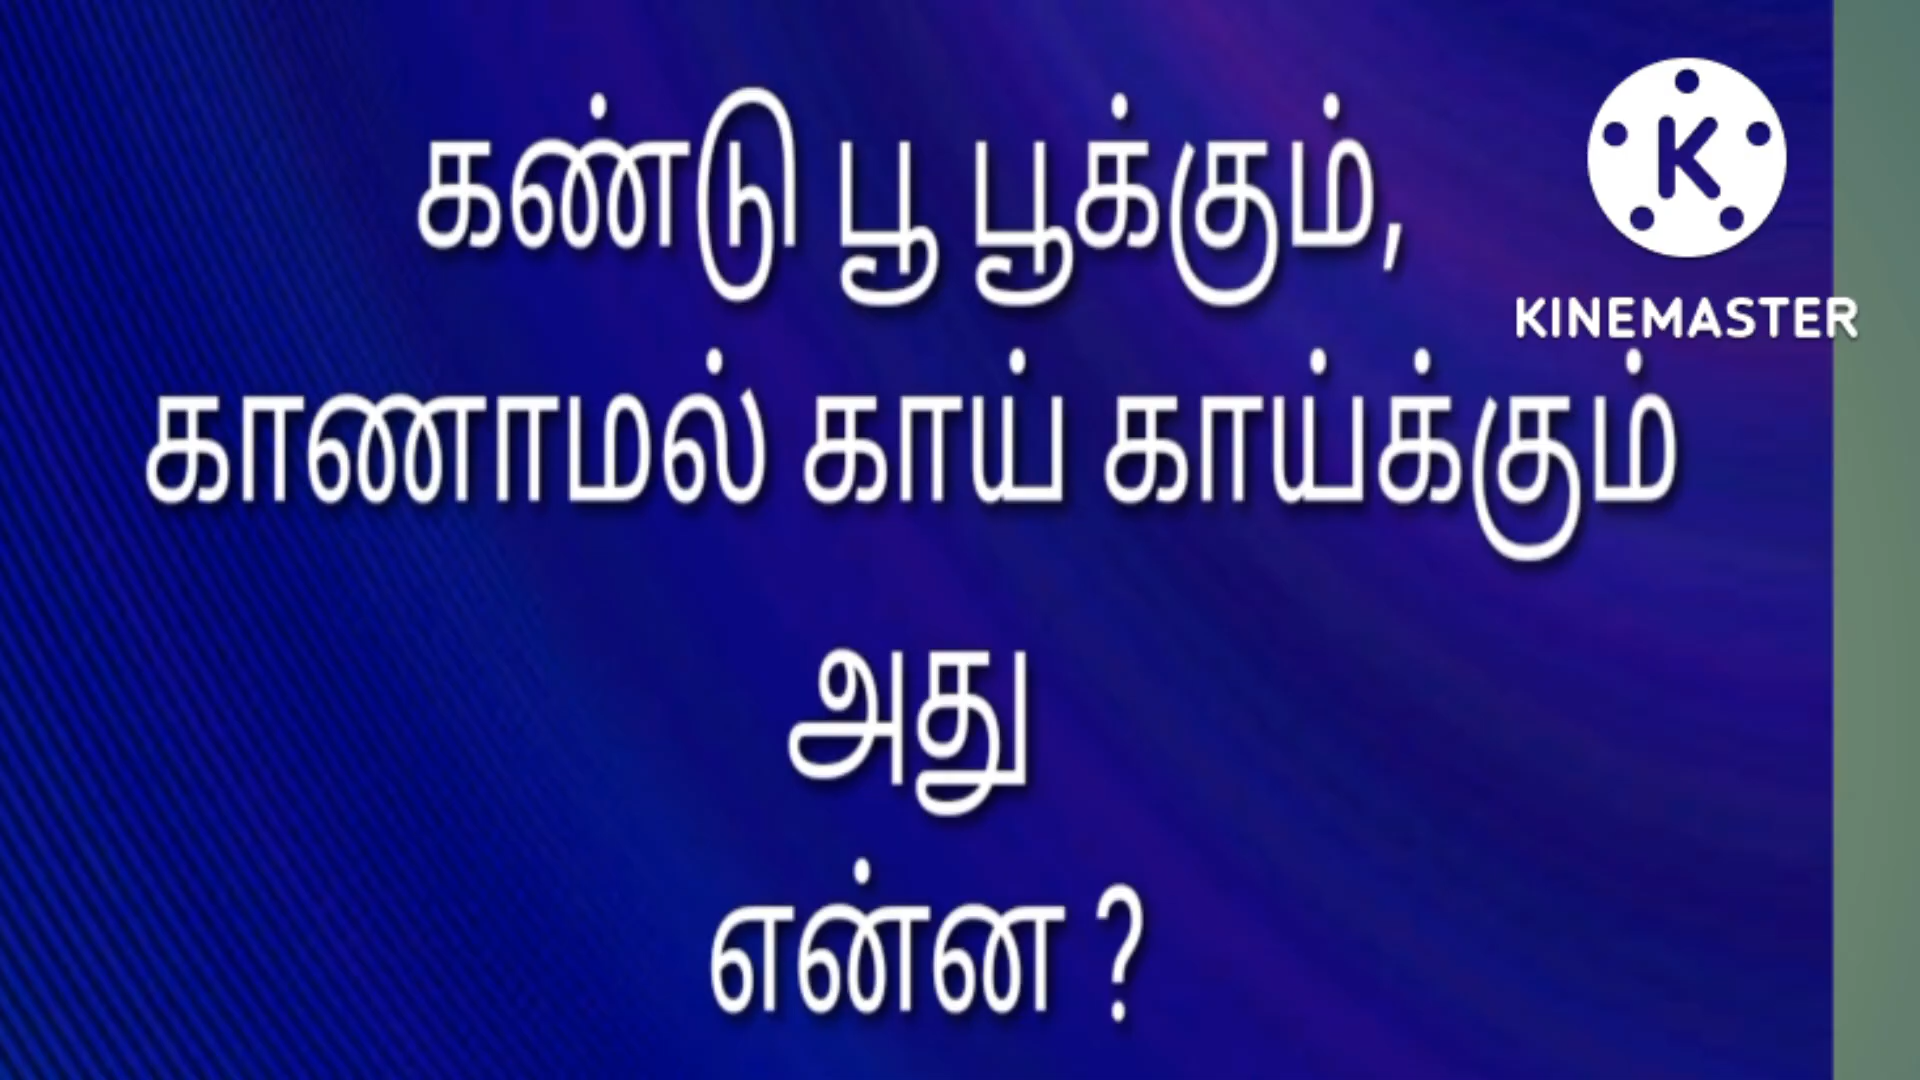 கண்டு பூ பூக்கும்,
KINEMASTER
காணாமல் காய் காய்க்கும்
அது
என்ன ?